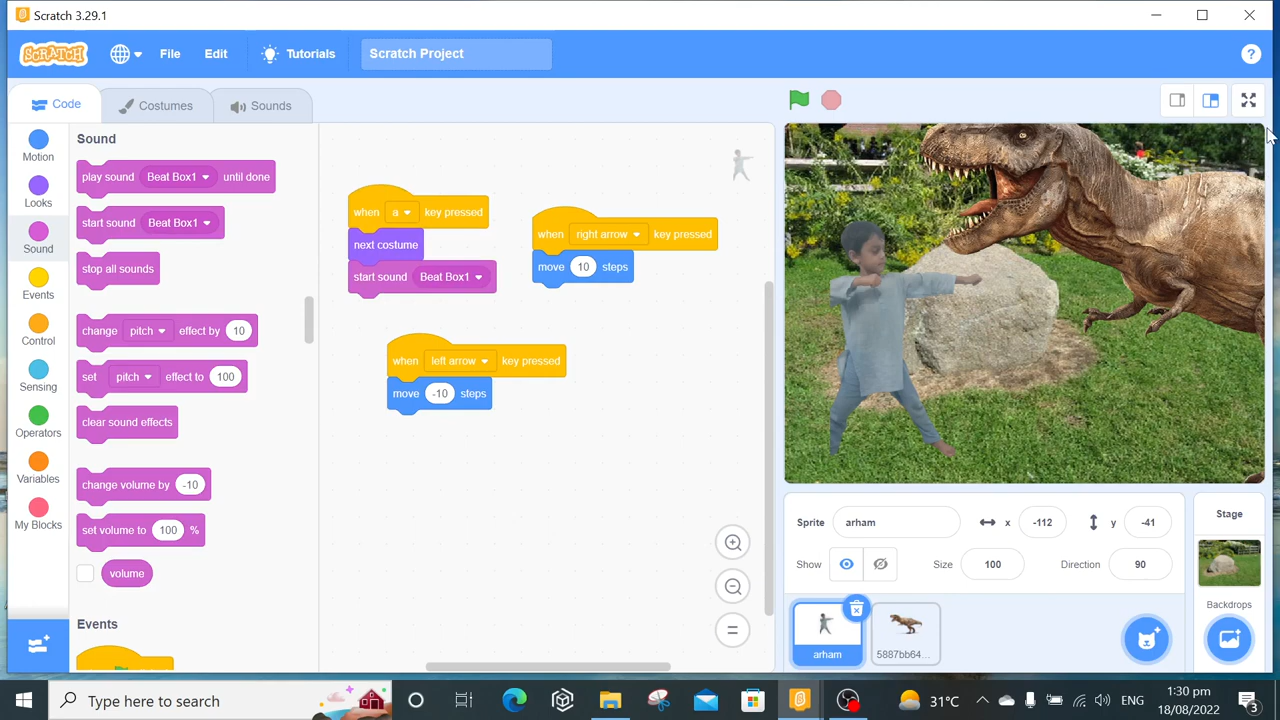 Scratch 3.29.1
SCRATCH
File
Edit
Tutorials
Scratch Project
?
Code
Costumes
Sounds
Motion
Looks
Sound
Events
Control
Sensing
Operators
Variables
My Blocks
Sound
play sound Beat Box1 until done
start sound Beat Box1
stop all sounds
change pitch effect by 10
set pitch effect to 100
clear sound effects
change volume by -10
set volume to 100 %
volume
Events
when a key pressed
next costume
start sound Beat Box1
when right arrow key pressed
move 10 steps
when left arrow key pressed
move -10 steps
Sprite arham x -112 y -41
Show Size 100 Direction 90
arham
5887bb64...
Stage
Backdrops
Type here to search
31°C
ENG
1:30 pm
18/08/2022
3